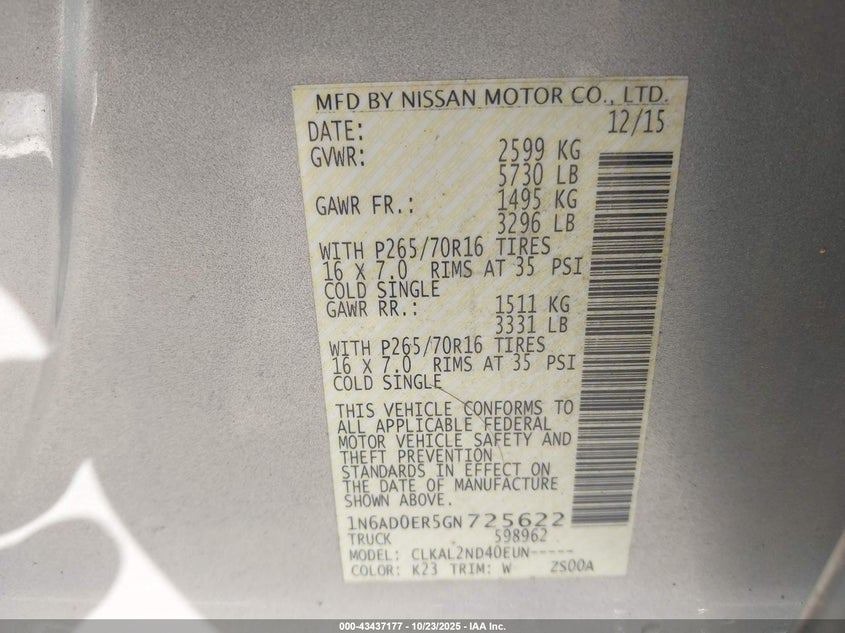 MFD BY NISSAN MOTOR CO., LTD.
DATE: 12/15
GVWR: 2599 KG
5730 LB
GAWR FR.: 1495 KG
3296 LB
WITH P265/70R16 TIRES
16 X 7.0 RIMS AT 35 PSI
COLD SINGLE
GAWR RR.: 1511 KG
3331 LB
WITH P265/70R16 TIRES
16 X 7.0 RIMS AT 35 PSI
COLD SINGLE
THIS VEHICLE CONFORMS TO
ALL APPLICABLE FEDERAL
MOTOR VEHICLE SAFETY AND
THEFT PREVENTION
STANDARDS IN EFFECT ON
THE DATE OF MANUFACTURE
SHOWN ABOVE.
1N6AD0ER5GN725622
TRUCK 598962
MODEL: CLKAL2ND40EUN-----
COLOR: K23 TRIM: W ZS00A
000-43437177 - 10/23/2025 - IAA Inc.